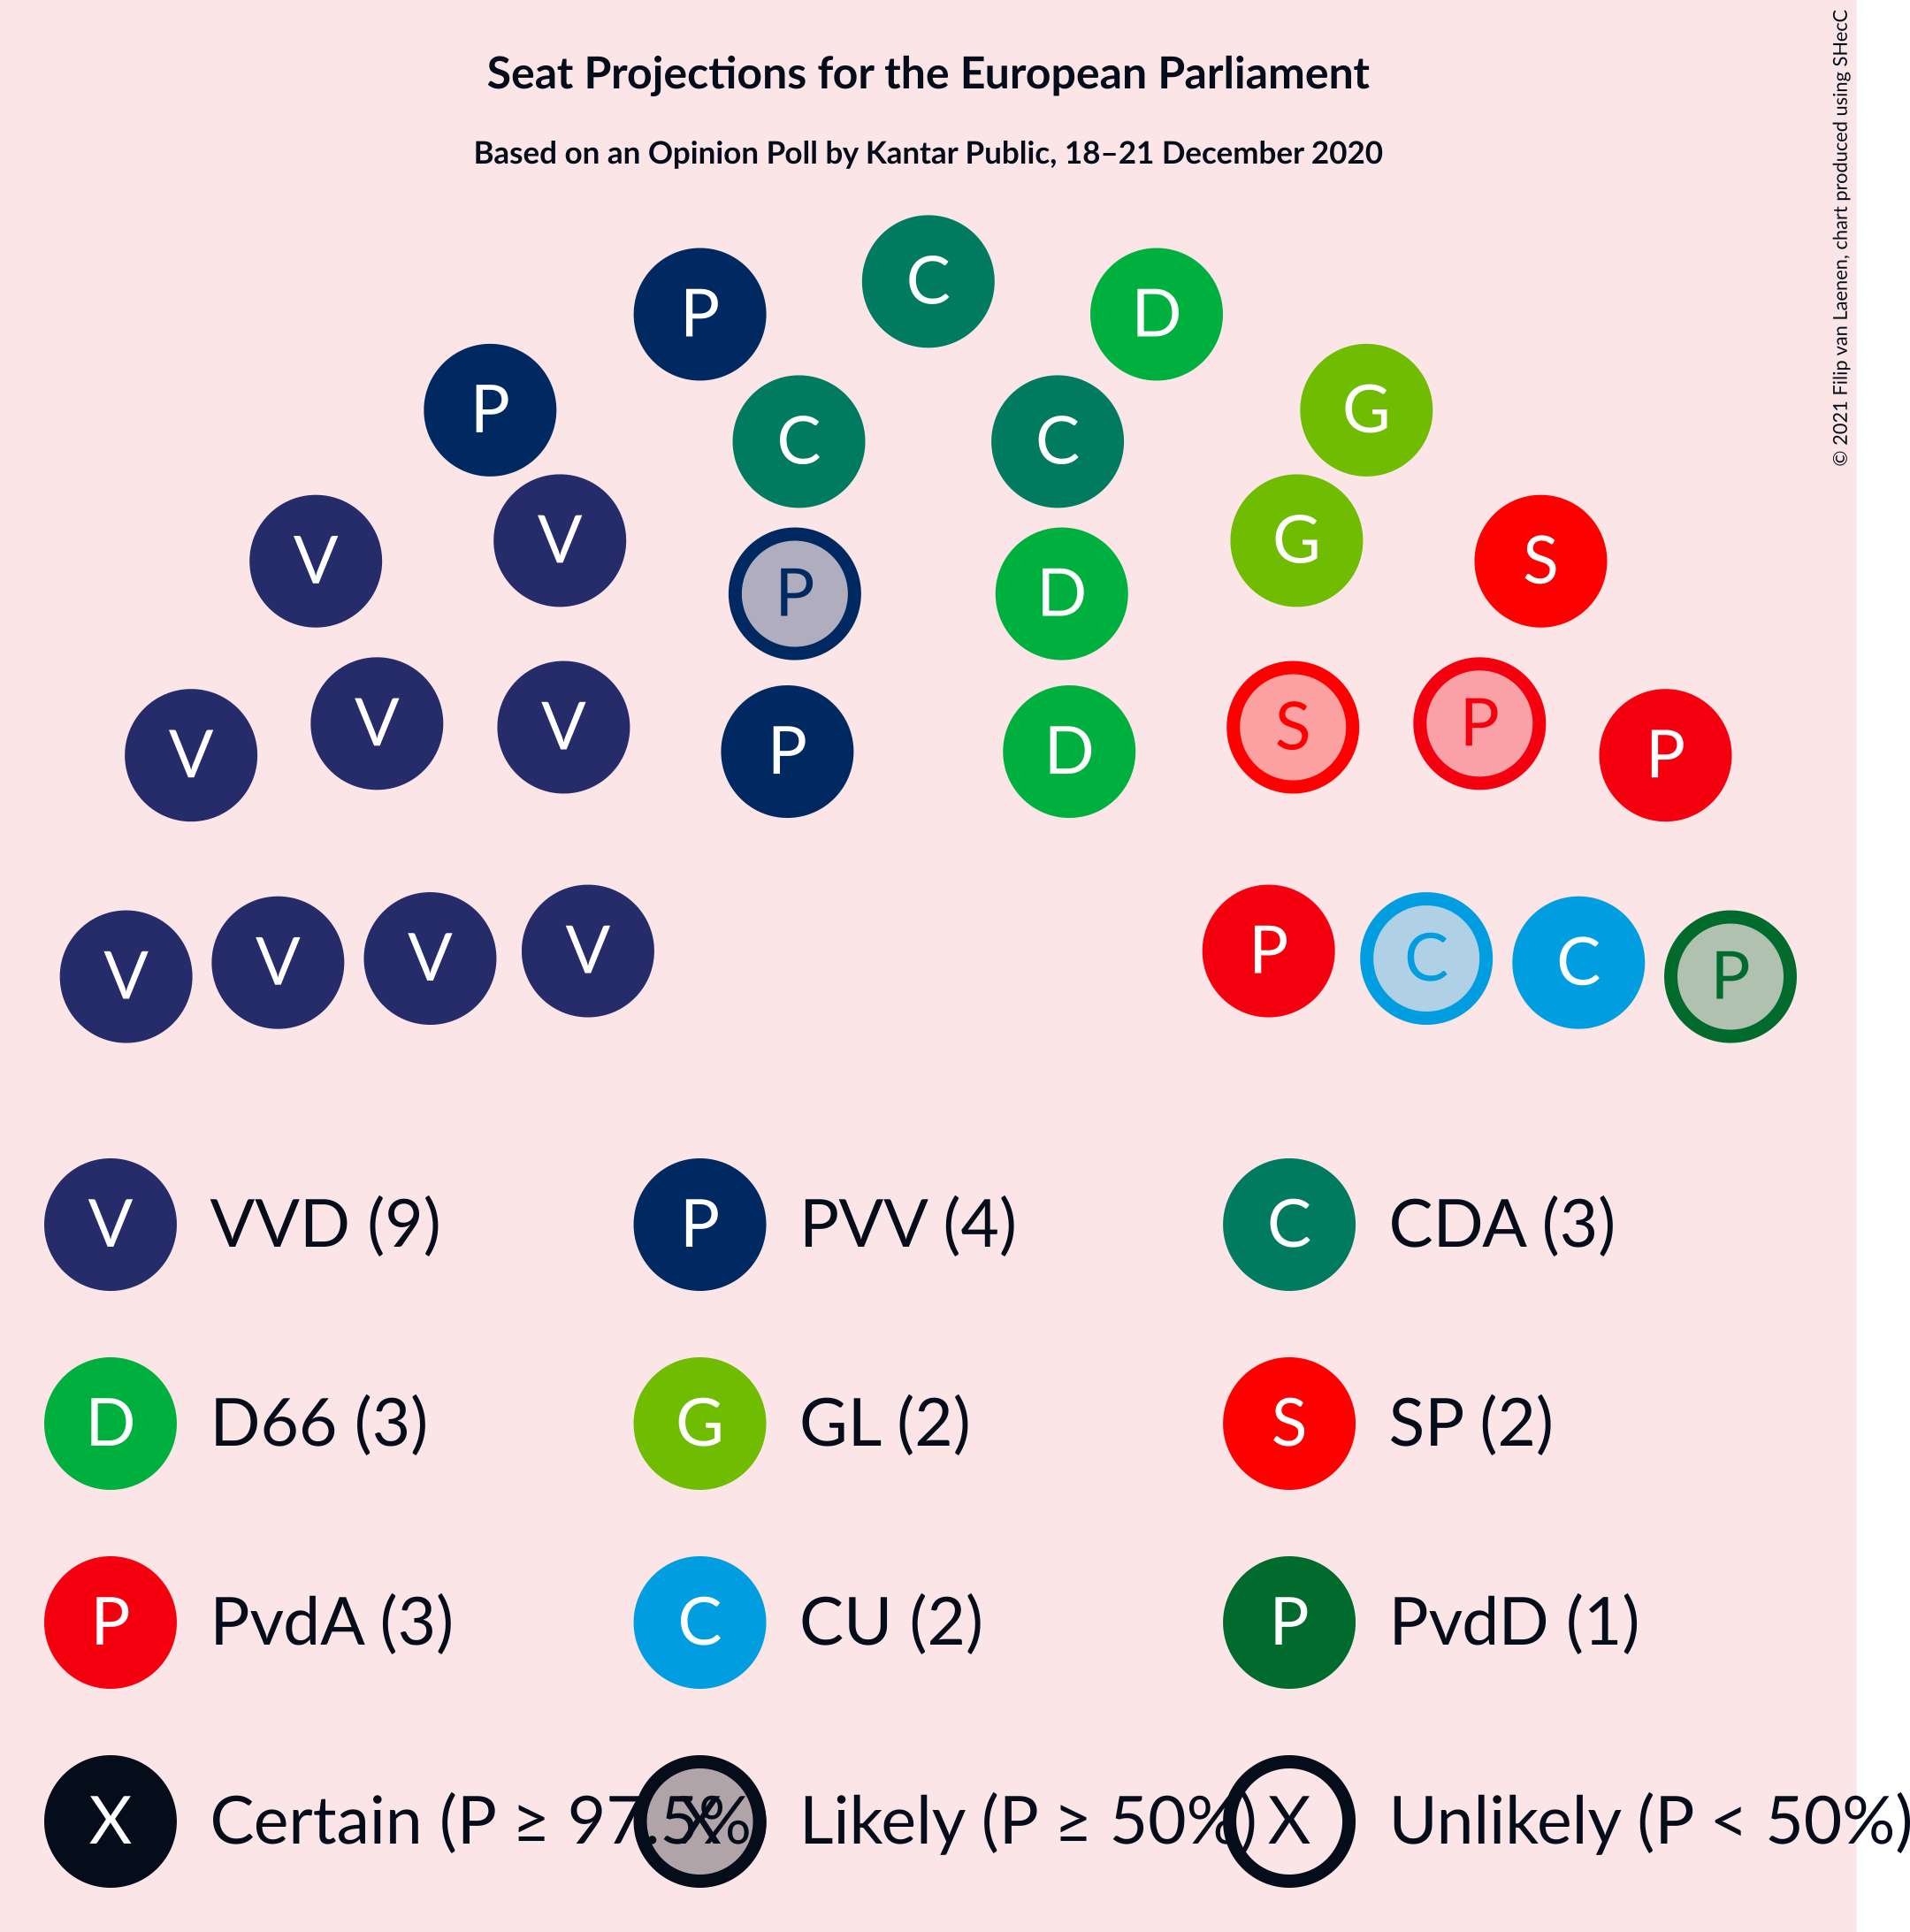 Seat Projections for the European Parliament
Based on an Opinion Poll by Kantar Public, 18–21 December 2020
© 2021 Filip van Laenen, chart produced using SHecC
C
P D
P G
C C
V V G S
P D
V V V P D S P P
V V V V P C C P
V VVD (9) P PVV (4) C CDA (3)
D D66 (3) G GL (2) S SP (2)
P PvdA (3) C CU (2) P PvdD (1)
X Certain (P ≥ 97.5%) X Likely (P ≥ 50%) X Unlikely (P < 50%)